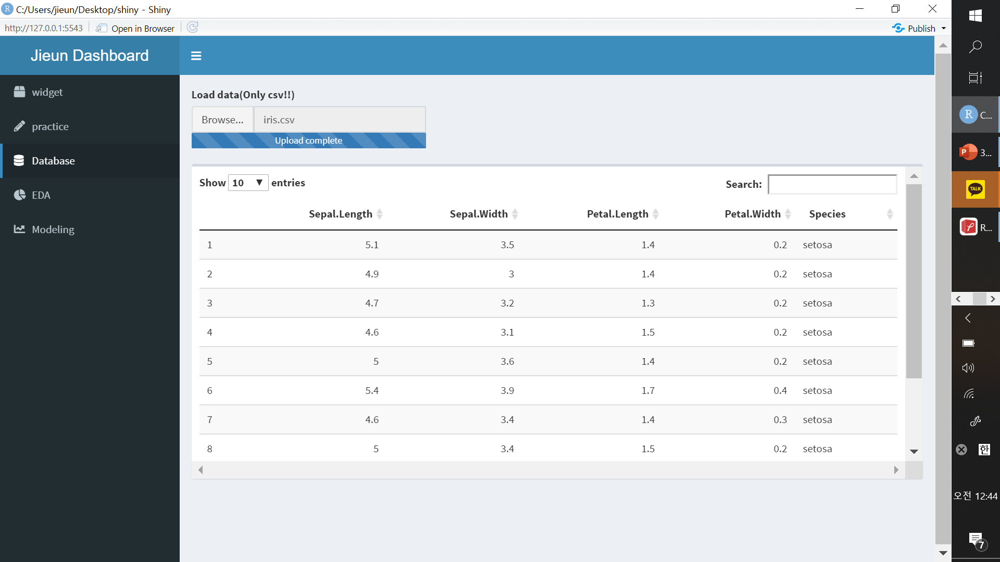 R C:/Users/jieun/Desktop/shiny - Shiny
http://127.0.0.1:5543 Open in Browser Publish
Jieun Dashboard
widget
practice
Database
EDA
Modeling
Load data(Only csv!!)
Browse... iris.csv
Upload complete
Show 10 entries Search:
Sepal.Length Sepal.Width Petal.Length Petal.Width Species
1 5.1 3.5 1.4 0.2 setosa
2 4.9 3 1.4 0.2 setosa
3 4.7 3.2 1.3 0.2 setosa
4 4.6 3.1 1.5 0.2 setosa
5 5 3.6 1.4 0.2 setosa
6 5.4 3.9 1.7 0.4 setosa
7 4.6 3.4 1.4 0.3 setosa
8 5 3.4 1.5 0.2 setosa
R C...
P 3...
TALK
R...
한
오전 12:44
7